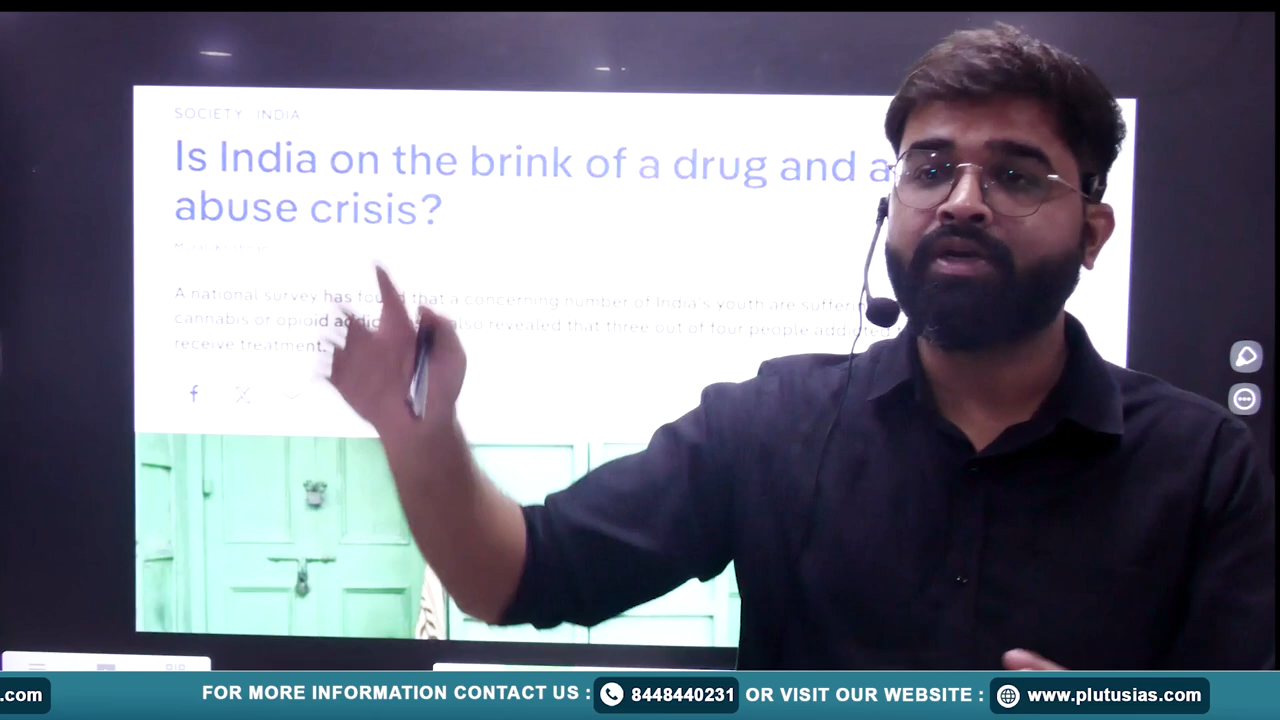 SOCIETY INDIA
Is India on the brink of a drug and a
abuse crisis?
A national survey has found that a concerning number of India's youth are suffering
cannabis or opioid also revealed that three out of four people addicted
receive treatment.
f X
.com FOR MORE INFORMATION CONTACT US : 8448440231 OR VISIT OUR WEBSITE : www.plutusias.com